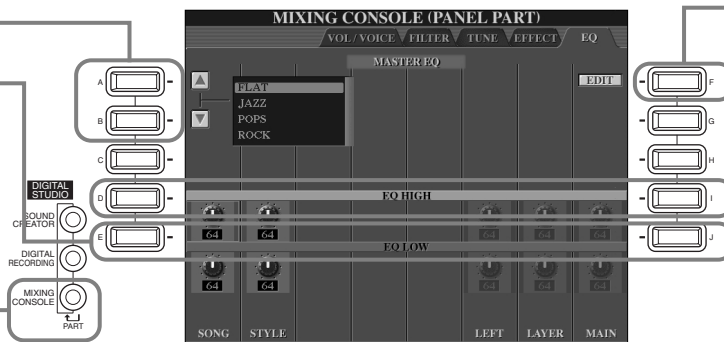 MIXING CONSOLE (PANEL PART)
VOL / VOICE FILTER TUNE EFFECT EQ
MASTER EQ
EDIT
FLAT
JAZZ
POPS
ROCK
A
B
C
D
E
F
G
H
I
J
DIGITAL
STUDIO
SOUND
CREATOR
DIGITAL
RECORDING
MIXING
CONSOLE
PART
EQ HIGH
64 64 64 64 64
EQ LOW
64 64 64 64 64
SONG STYLE LEFT LAYER MAIN